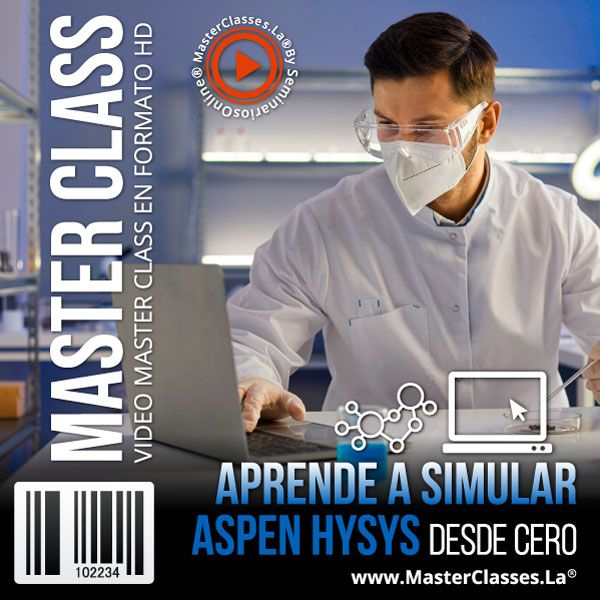 MasterClasses.La® By SeminariosOnline®
MASTER CLASS
VIDEO MASTER CLASS EN FORMATO HD
APRENDE A SIMULAR
ASPEN HYSYS DESDE CERO
102234
www.MasterClasses.La®